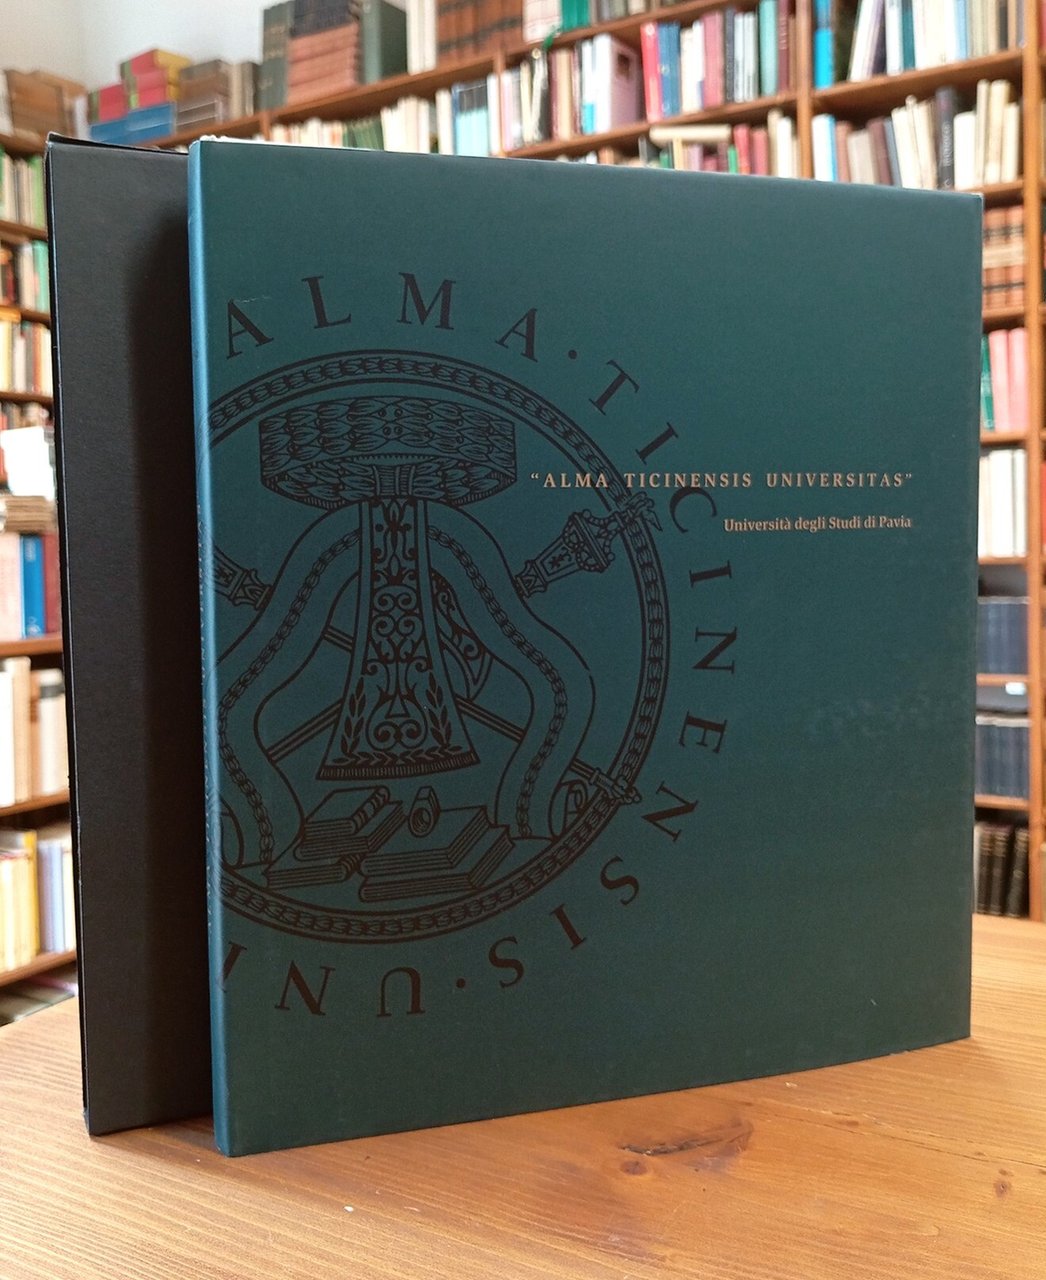 "ALMA TICINENSIS UNIVERSITAS"
Università degli Studi di Pavia
ALMA · TICINENSIS · UNI